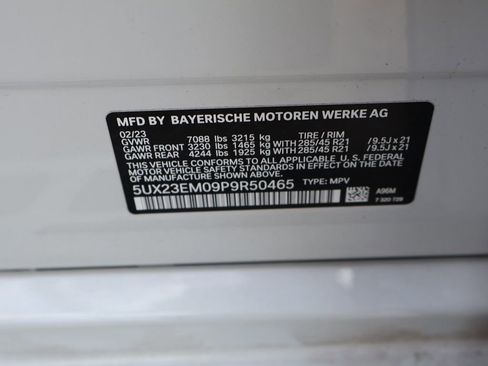 MFD BY BAYERISCHE MOTOREN WERKE AG
02/23
GVWR 7088 lbs 3215 kg TIRE / RIM
GAWR FRONT 3230 lbs 1465 kg WITH 285/45 R21 /9.5J x 21
GAWR REAR 4244 lbs 1925 kg WITH 285/45 R21 /9.5J x 21
THIS VEHICLE CONFORMS TO ALL APPLICABLE U. S. FEDERAL
MOTOR VEHICLE SAFETY STANDARDS IN EFFECT ON THE
DATE OF MANUFACTURE SHOWN ABOVE.
5UX23EM09P9R50465 TYPE: MPV
A96M
7 320 729